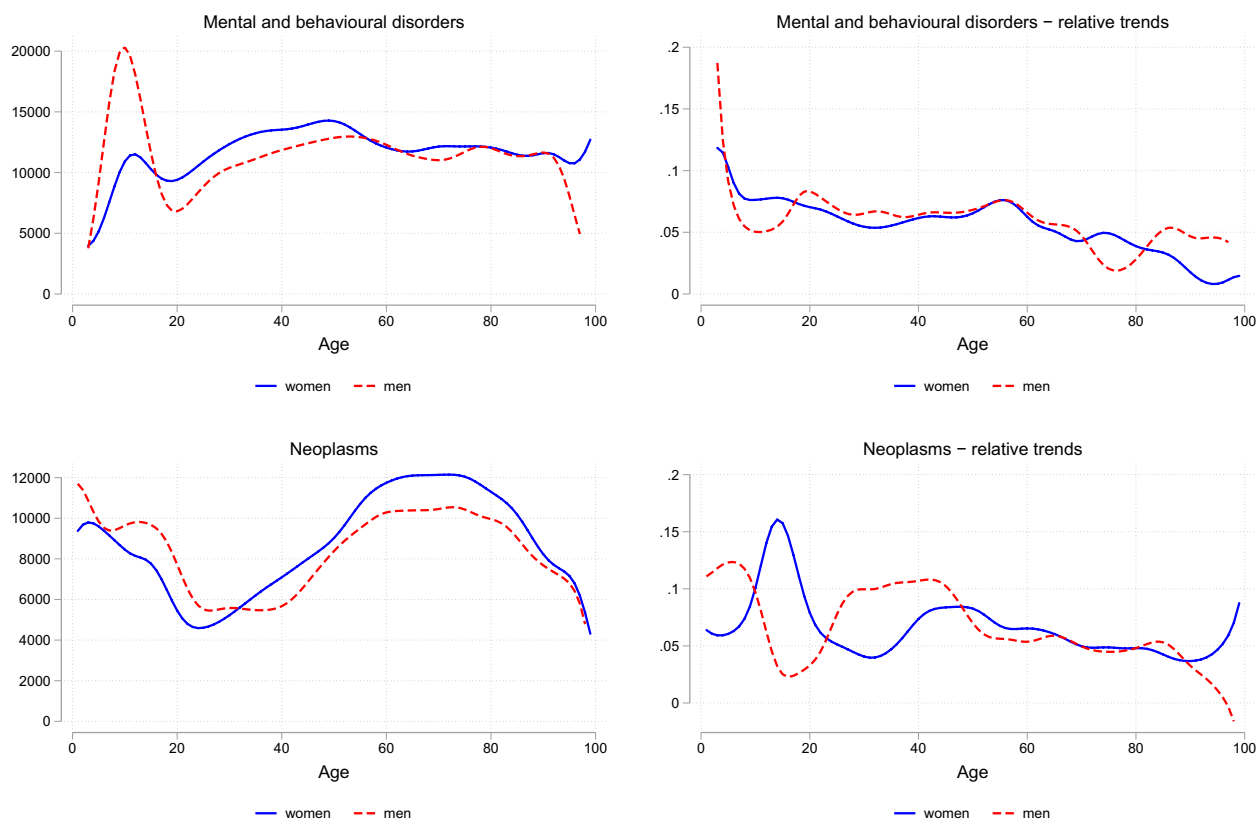 Mental and behavioural disorders
20000
15000
10000
5000
0
0 20 40 60 80 100
Age
women men
Mental and behavioural disorders − relative trends
.2
.15
.1
.05
0
0 20 40 60 80 100
Age
women men
Neoplasms
12000
10000
8000
6000
4000
2000
0
0 20 40 60 80 100
Age
women men
Neoplasms − relative trends
.2
.15
.1
.05
0
0 20 40 60 80 100
Age
women men